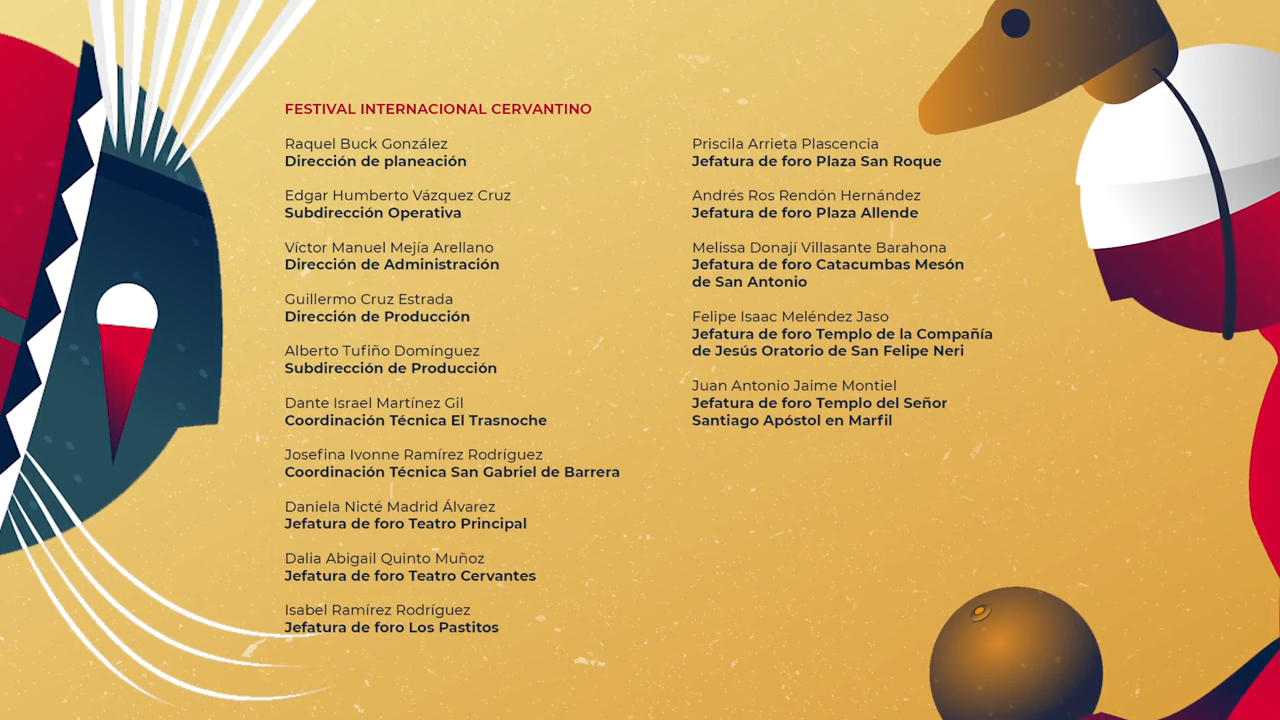 FESTIVAL INTERNACIONAL CERVANTINO
Raquel Buck González
Dirección de planeación
Edgar Humberto Vázquez Cruz
Subdirección Operativa
Víctor Manuel Mejía Arellano
Dirección de Administración
Guillermo Cruz Estrada
Dirección de Producción
Alberto Tufiño Domínguez
Subdirección de Producción
Dante Israel Martínez Gil
Coordinación Técnica El Trasnoche
Josefina Ivonne Ramírez Rodríguez
Coordinación Técnica San Gabriel de Barrera
Daniela Nicté Madrid Álvarez
Jefatura de foro Teatro Principal
Dalia Abigail Quinto Muñoz
Jefatura de foro Teatro Cervantes
Isabel Ramírez Rodríguez
Jefatura de foro Los Pastitos
Priscila Arrieta Plascencia
Jefatura de foro Plaza San Roque
Andrés Ros Rendón Hernández
Jefatura de foro Plaza Allende
Melissa Donají Villasante Barahona
Jefatura de foro Catacumbas Mesón
de San Antonio
Felipe Isaac Meléndez Jaso
Jefatura de foro Templo de la Compañía
de Jesús Oratorio de San Felipe Neri
Juan Antonio Jaime Montiel
Jefatura de foro Templo del Señor
Santiago Apóstol en Marfil